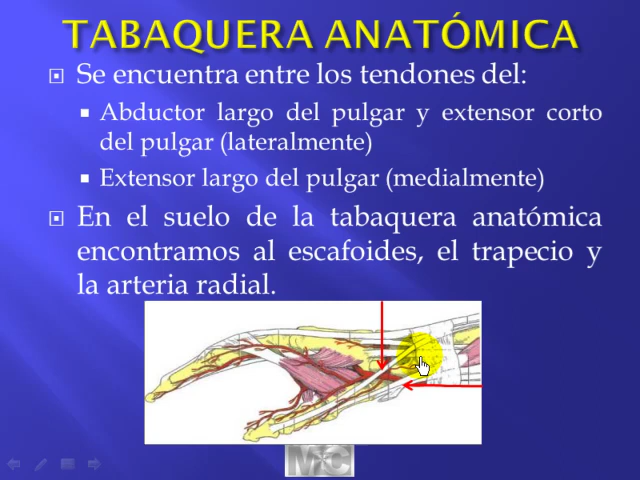 TABAQUERA ANATÓMICA
Se encuentra entre los tendones del:
Abductor largo del pulgar y extensor corto
del pulgar (lateralmente)
Extensor largo del pulgar (medialmente)
En el suelo de la tabaquera anatómica
encontramos al escafoides, el trapecio y
la arteria radial.